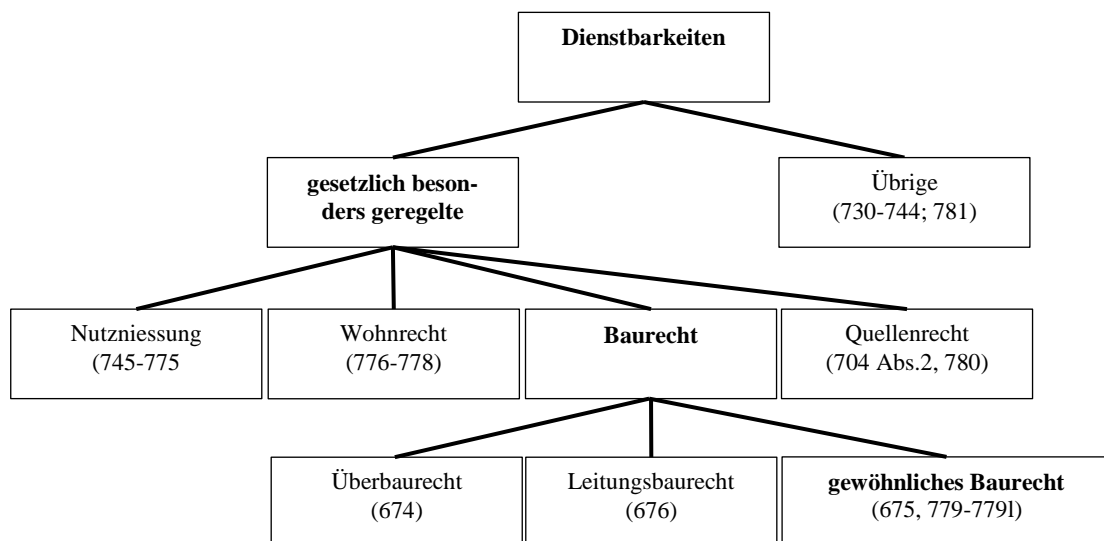 Dienstbarkeiten
gesetzlich beson-
ders geregelte
Übrige
(730-744; 781)
Nutzniessung
(745-775
Wohnrecht
(776-778)
Baurecht
Quellenrecht
(704 Abs.2, 780)
Überbaurecht
(674)
Leitungsbaurecht
(676)
gewöhnliches Baurecht
(675, 779-779l)